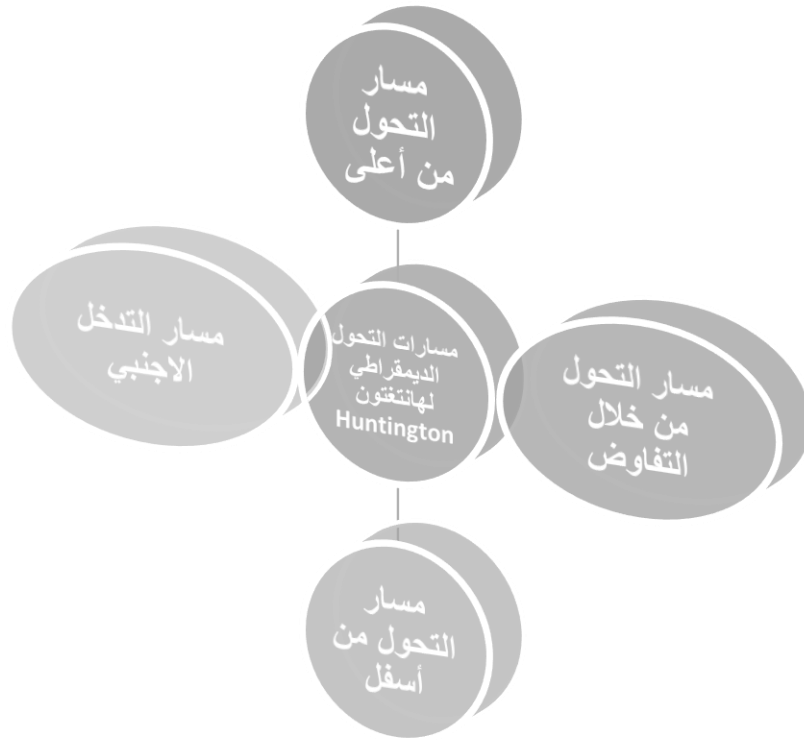 مسار
التحول
من أعلى
مسارات التحول
الديمقراطي
لهانتغتون
Huntington
مسار التحول
من خلال
التفاوض
مسار التدخل
الاجنبي
مسار
التحول من
أسفل